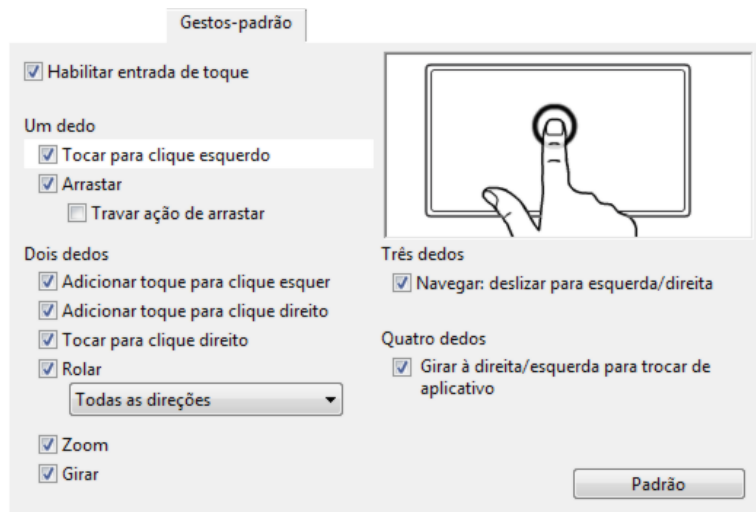 Gestos-padrão
Habilitar entrada de toque
Um dedo
Tocar para clique esquerdo
Arrastar
Travar ação de arrastar
Dois dedos
Adicionar toque para clique esquer
Adicionar toque para clique direito
Tocar para clique direito
Rolar
Todas as direções
Zoom
Girar
Três dedos
Navegar: deslizar para esquerda/direita
Quatro dedos
Girar à direita/esquerda para trocar de
aplicativo
Padrão